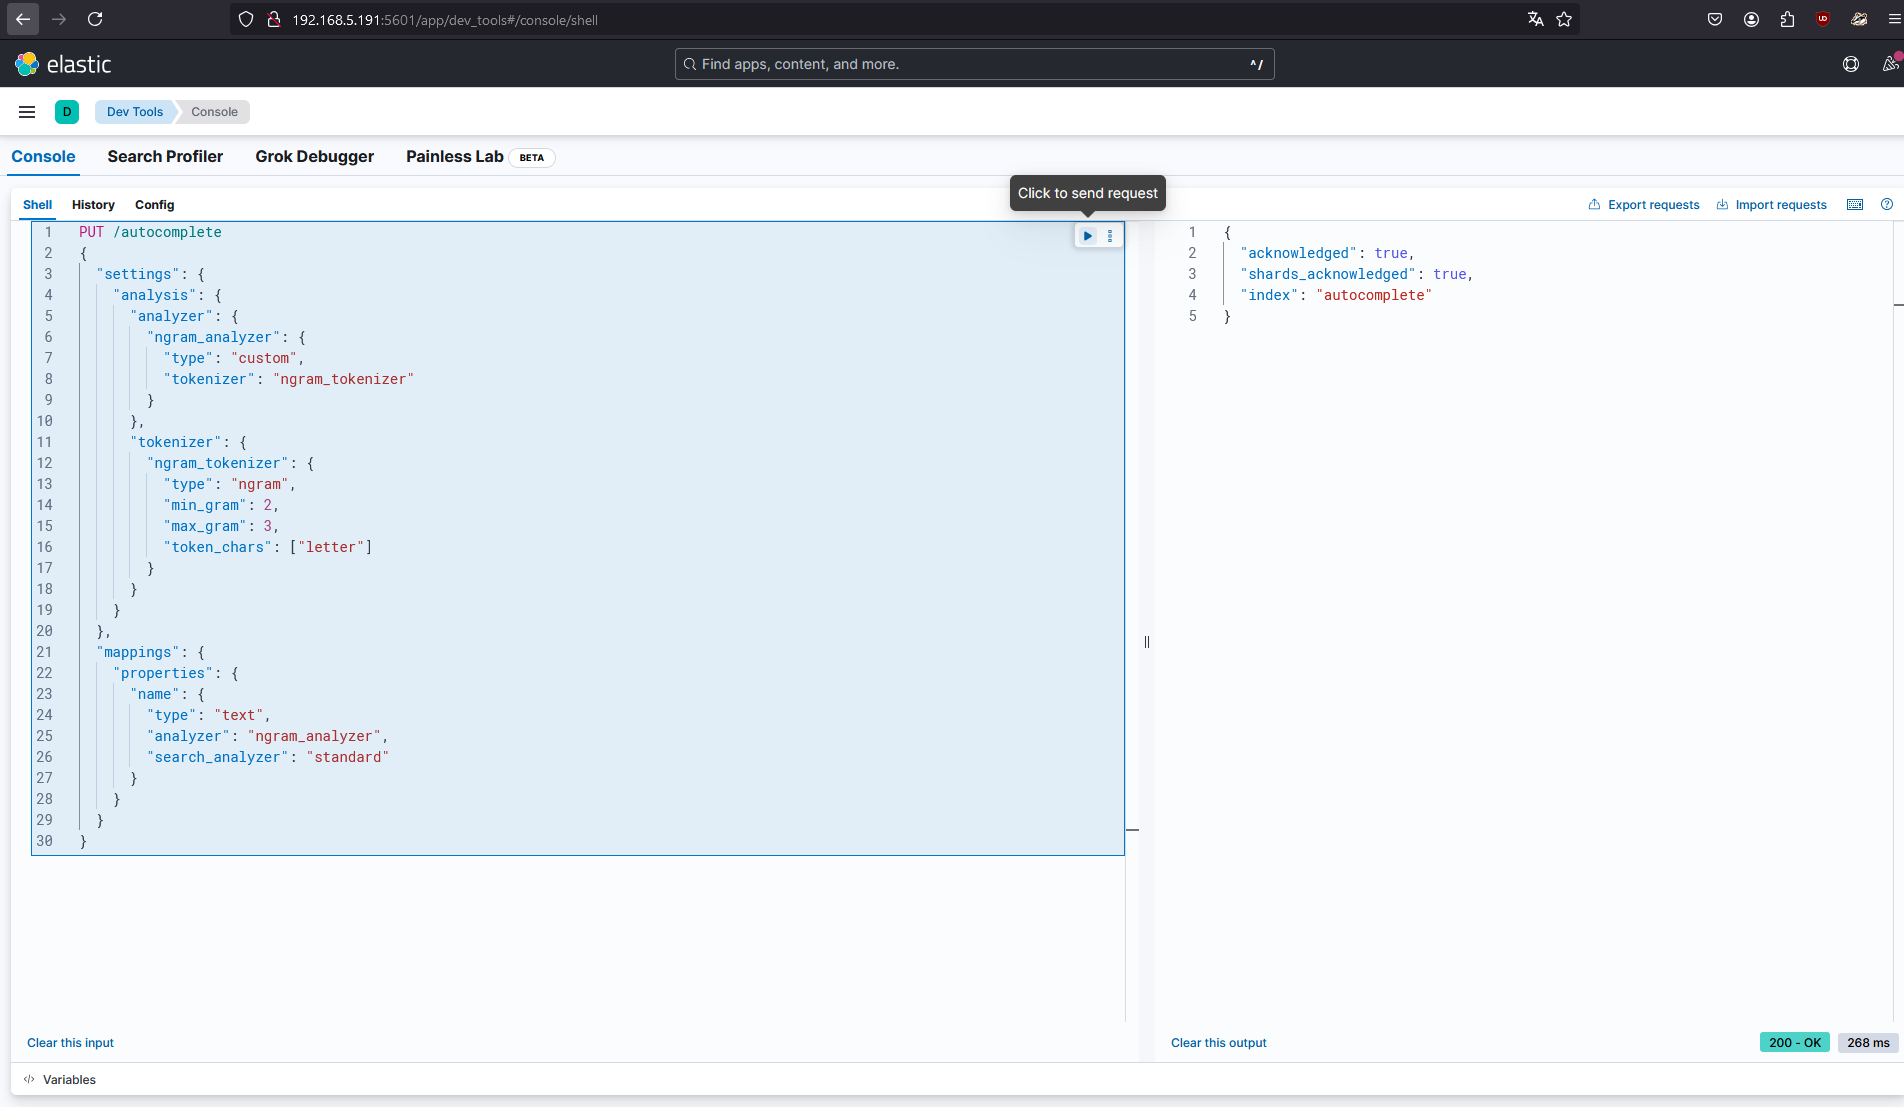 192.168.5.191:5601/app/dev_tools#/console/shell
elastic
Find apps, content, and more.
^/
D
Dev Tools
Console
Console
Search Profiler
Grok Debugger
Painless Lab
BETA
Click to send request
Shell
History
Config
Export requests
Import requests
1 PUT /autocomplete
2 {
3 "settings": {
4 "analysis": {
5 "analyzer": {
6 "ngram_analyzer": {
7 "type": "custom",
8 "tokenizer": "ngram_tokenizer"
9 }
10 },
11 "tokenizer": {
12 "ngram_tokenizer": {
13 "type": "ngram",
14 "min_gram": 2,
15 "max_gram": 3,
16 "token_chars": ["letter"]
17 }
18 }
19 }
20 },
21 "mappings": {
22 "properties": {
23 "name": {
24 "type": "text",
25 "analyzer": "ngram_analyzer",
26 "search_analyzer": "standard"
27 }
28 }
29 }
30 }
1 {
2 "acknowledged": true,
3 "shards_acknowledged": true,
4 "index": "autocomplete"
5 }
Clear this input
Clear this output
200 - OK
268 ms
Variables